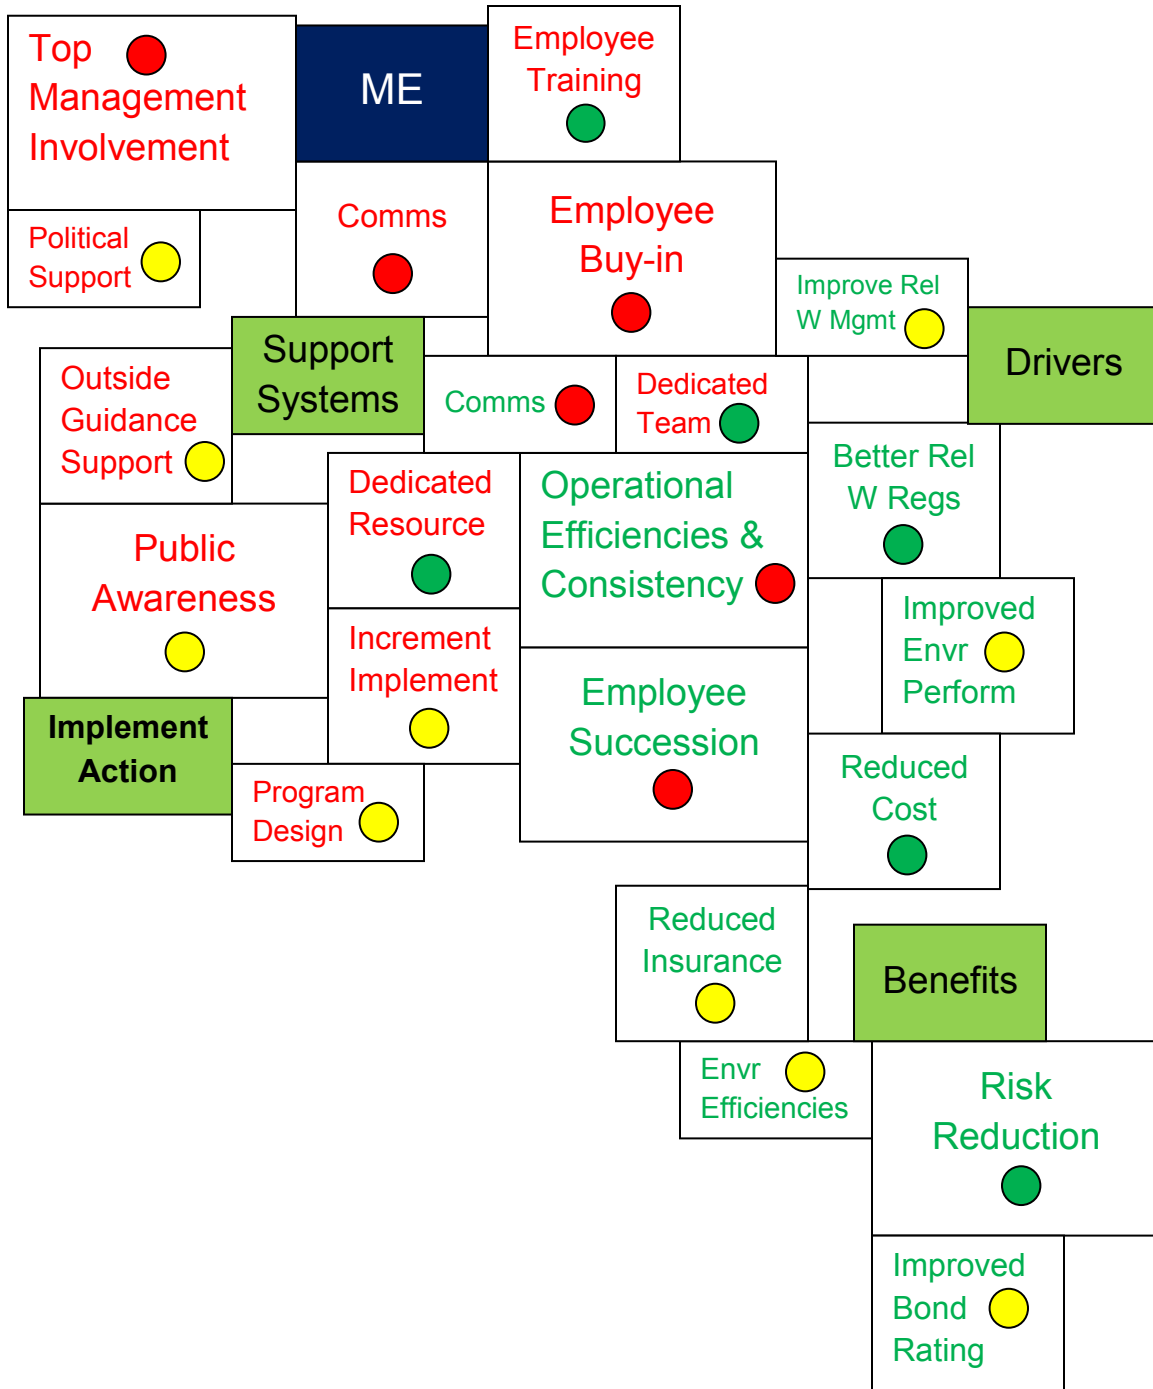 Top
Management
Involvement
ME
Employee
Training
Political
Support
Comms
Employee
Buy-in
Improve Rel
W Mgmt
Drivers
Outside
Guidance
Support
Support
Systems
Comms
Dedicated
Team
Better Rel
W Regs
Public
Awareness
Dedicated
Resource
Operational
Efficiencies &
Consistency
Improved
Envr
Perform
Increment
Implement
Employee
Succession
Implement
Action
Program
Design
Reduced
Cost
Reduced
Insurance
Benefits
Envr
Efficiencies
Risk
Reduction
Improved
Bond
Rating